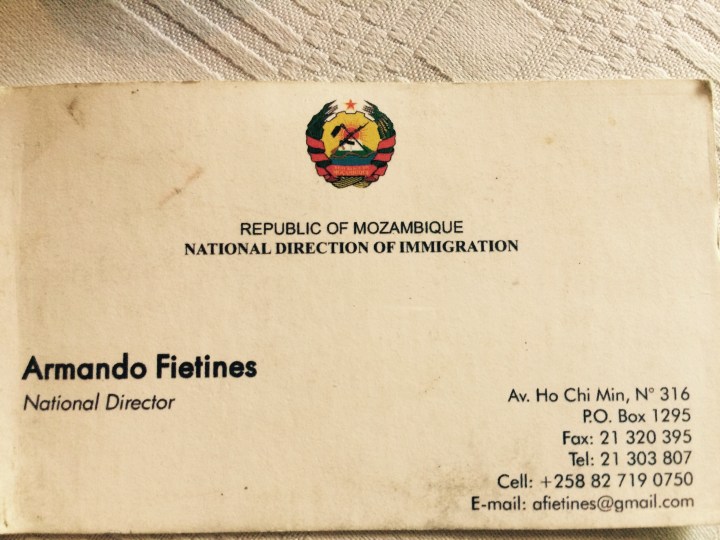 REPUBLIC OF MOZAMBIQUE
NATIONAL DIRECTION OF IMMIGRATION
Armando Fietines
National Director
Av. Ho Chi Min, N° 316
P.O. Box 1295
Fax: 21 320 395
Tel: 21 303 807
Cell: +258 82 719 0750
E-mail: afietines@gmail.com